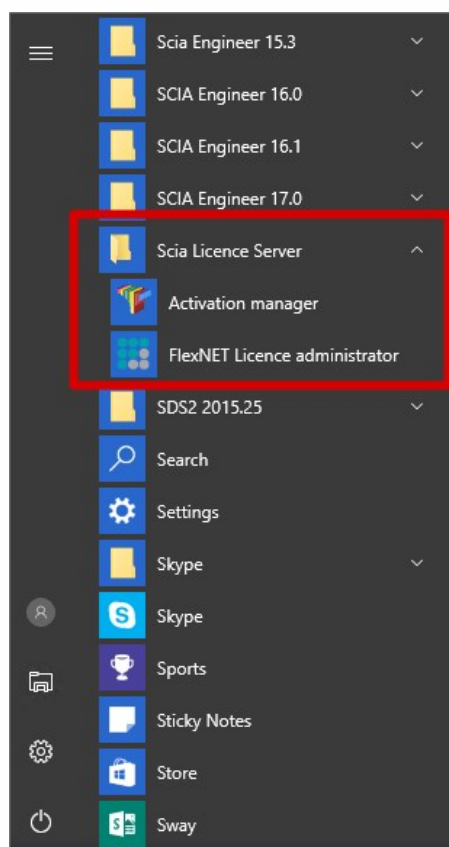 Scia Engineer 15.3
SCIA Engineer 16.0
SCIA Engineer 16.1
SCIA Engineer 17.0
Scia Licence Server
Activation manager
FlexNET Licence administrator
SDS2 2015.25
Search
Settings
Skype
Skype
Sports
Sticky Notes
Store
Sway